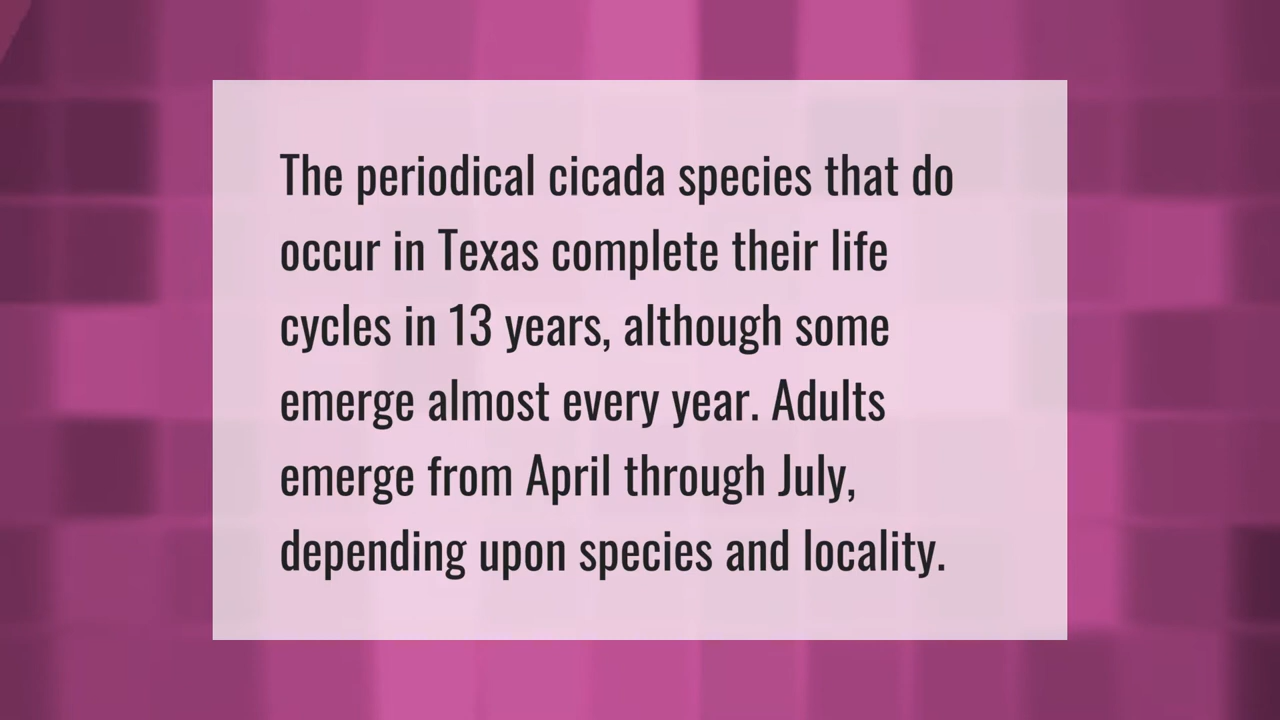 The periodical cicada species that do
occur in Texas complete their life
cycles in 13 years, although some
emerge almost every year. Adults
emerge from April through July,
depending upon species and locality.